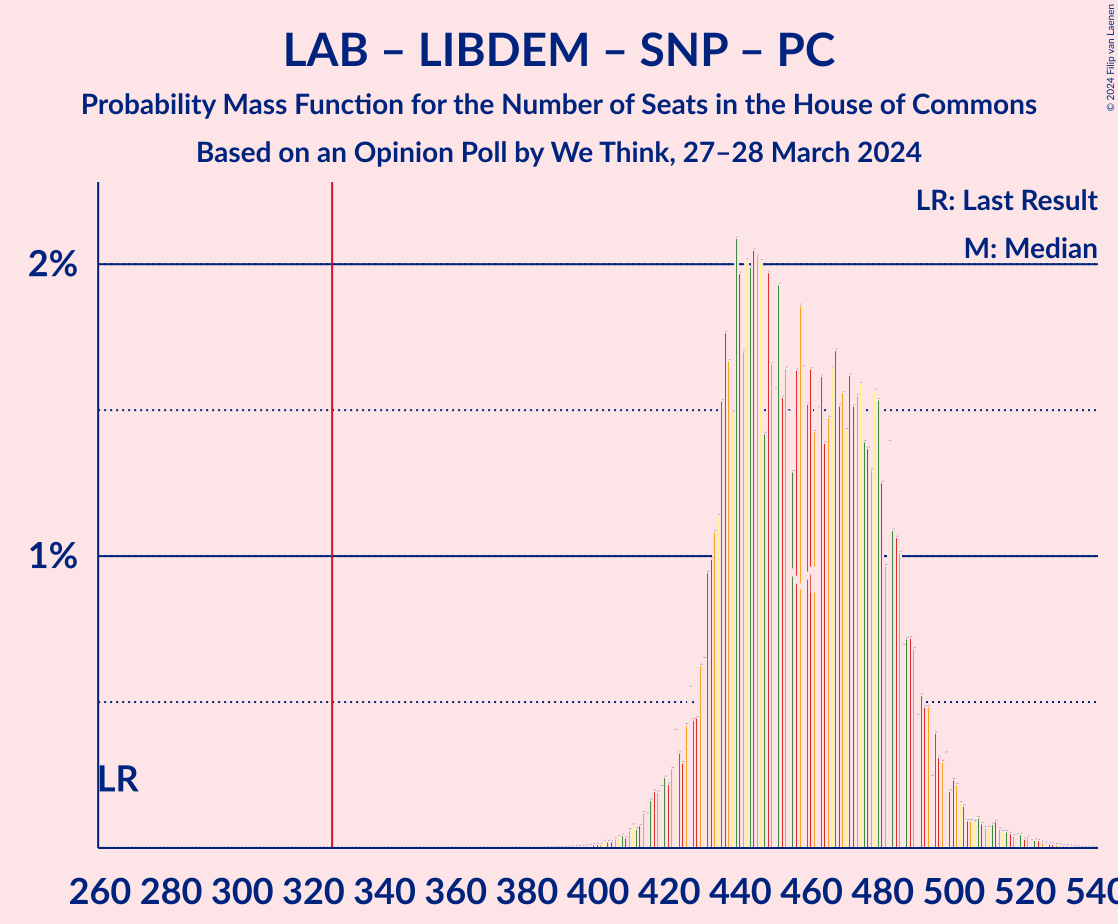 LAB – LIBDEM – SNP – PC
Probability Mass Function for the Number of Seats in the House of Commons
Based on an Opinion Poll by We Think, 27–28 March 2024
© 2024 Filip van Laenen
LR: Last Result
M: Median
2%
1%
LR
M
260 280 300 320 340 360 380 400 420 440 460 480 500 520 540